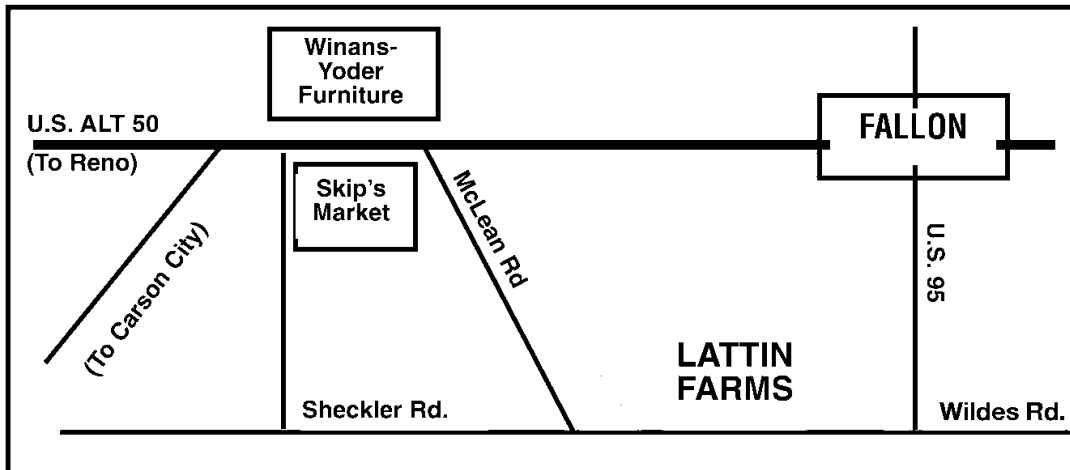 Winans-
Yoder
Furniture
U.S. ALT 50
(To Reno)
FALLON
Skip's
Market
McLean Rd
U.S. 95
(To Carson City)
LATTIN
FARMS
Sheckler Rd.
Wildes Rd.